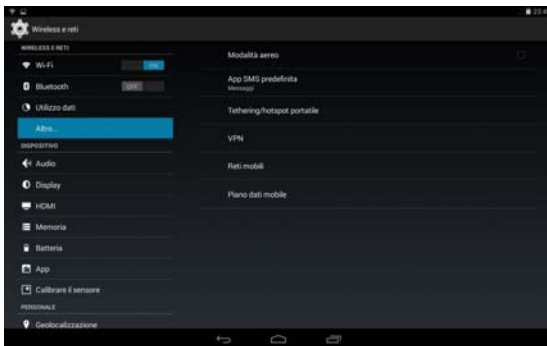 Wireless e reti
WIRELESS E RETI
Wi-Fi ON
Bluetooth OFF
Utilizzo dati
Altro...
DISPOSITIVO
Audio
Display
HDMI
Memoria
Batteria
App
Calibrare il sensore
PERSONALE
Geolocalizzazione
Modalità aereo
App SMS predefinita
Messaggi
Tethering/hotspot portatile
VPN
Reti mobili
Piano dati mobile